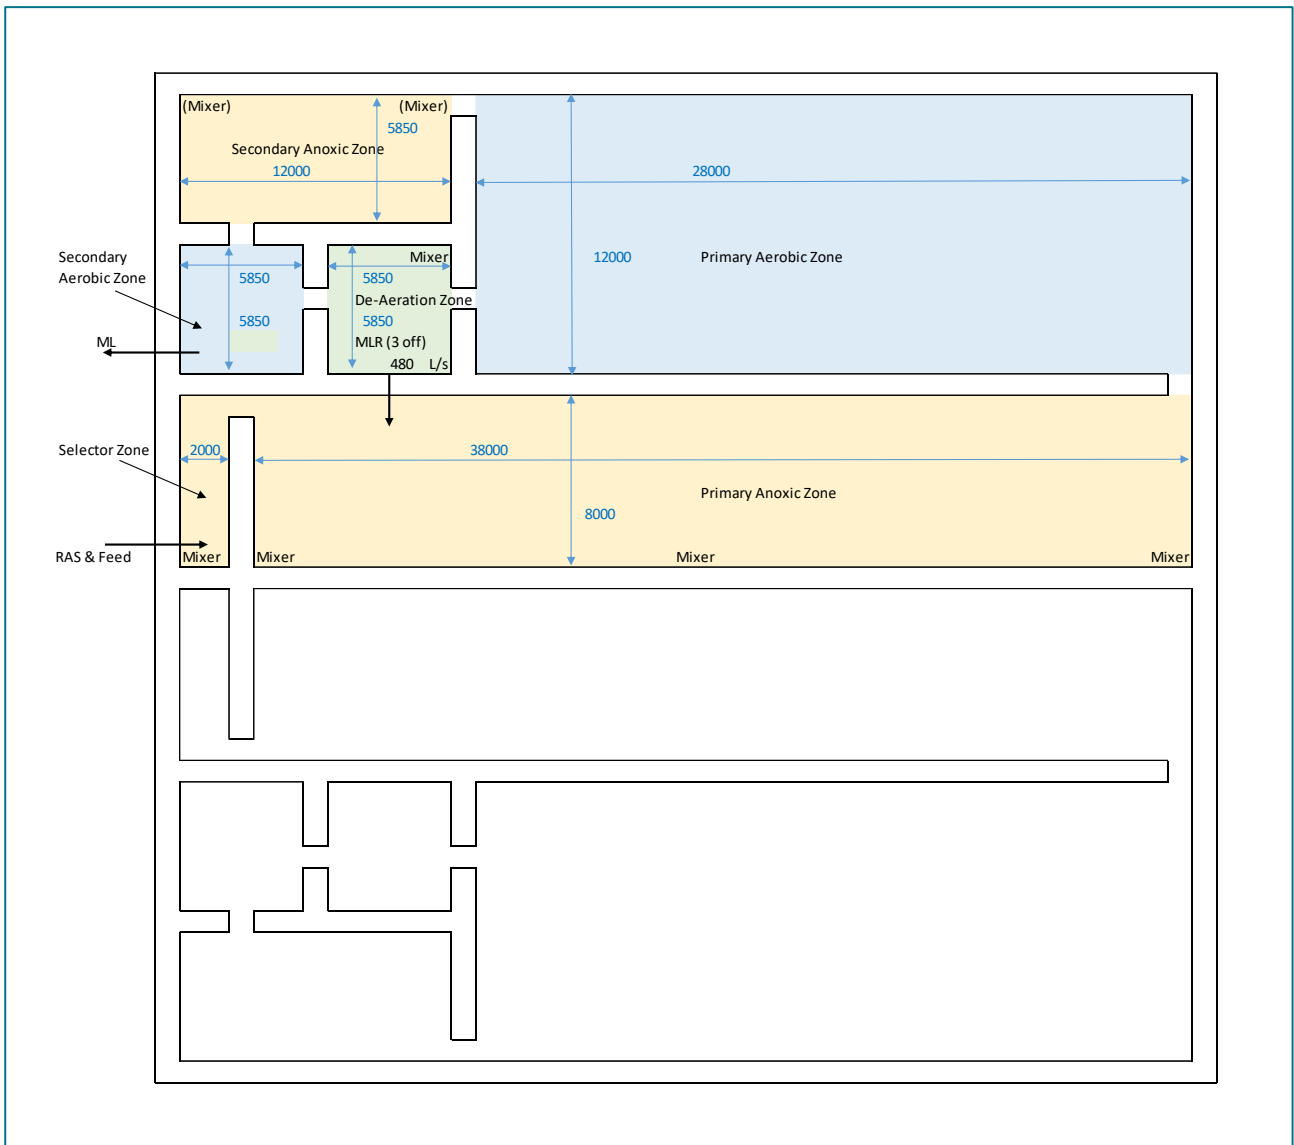 (Mixer) (Mixer)
5850
Secondary Anoxic Zone
12000
28000
Secondary
Aerobic Zone
Mixer
12000
Primary Aerobic Zone
5850
5850
De-Aeration Zone
5850
5850
ML
MLR (3 off)
480 L/s
Selector Zone
2000
38000
Primary Anoxic Zone
8000
RAS & Feed
Mixer
Mixer
Mixer
Mixer